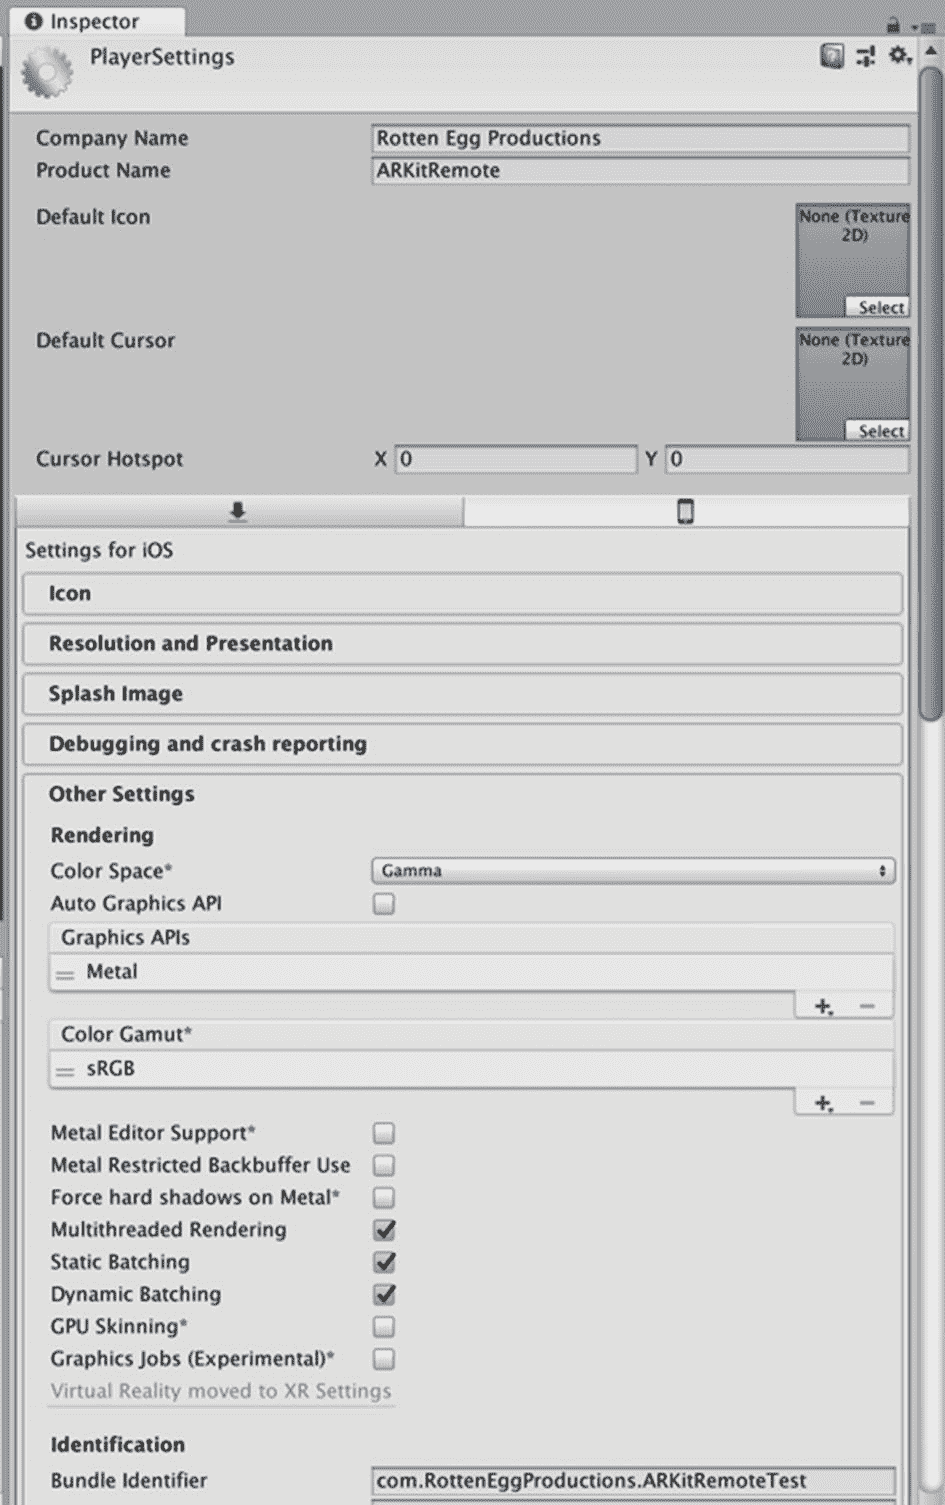 Inspector
PlayerSettings
Company Name Rotten Egg Productions
Product Name ARKitRemote
Default Icon None (Texture
2D)
Select
Default Cursor None (Texture
2D)
Select
Cursor Hotspot X 0 Y 0
Settings for iOS
Icon
Resolution and Presentation
Splash Image
Debugging and crash reporting
Other Settings
Rendering
Color Space* Gamma
Auto Graphics API
Graphics APIs
Metal
Color Gamut*
sRGB
Metal Editor Support*
Metal Restricted Backbuffer Use
Force hard shadows on Metal*
Multithreaded Rendering
Static Batching
Dynamic Batching
GPU Skinning*
Graphics Jobs (Experimental)*
Virtual Reality moved to XR Settings
Identification
Bundle Identifier com.RottenEggProductions.ARKitRemoteTest